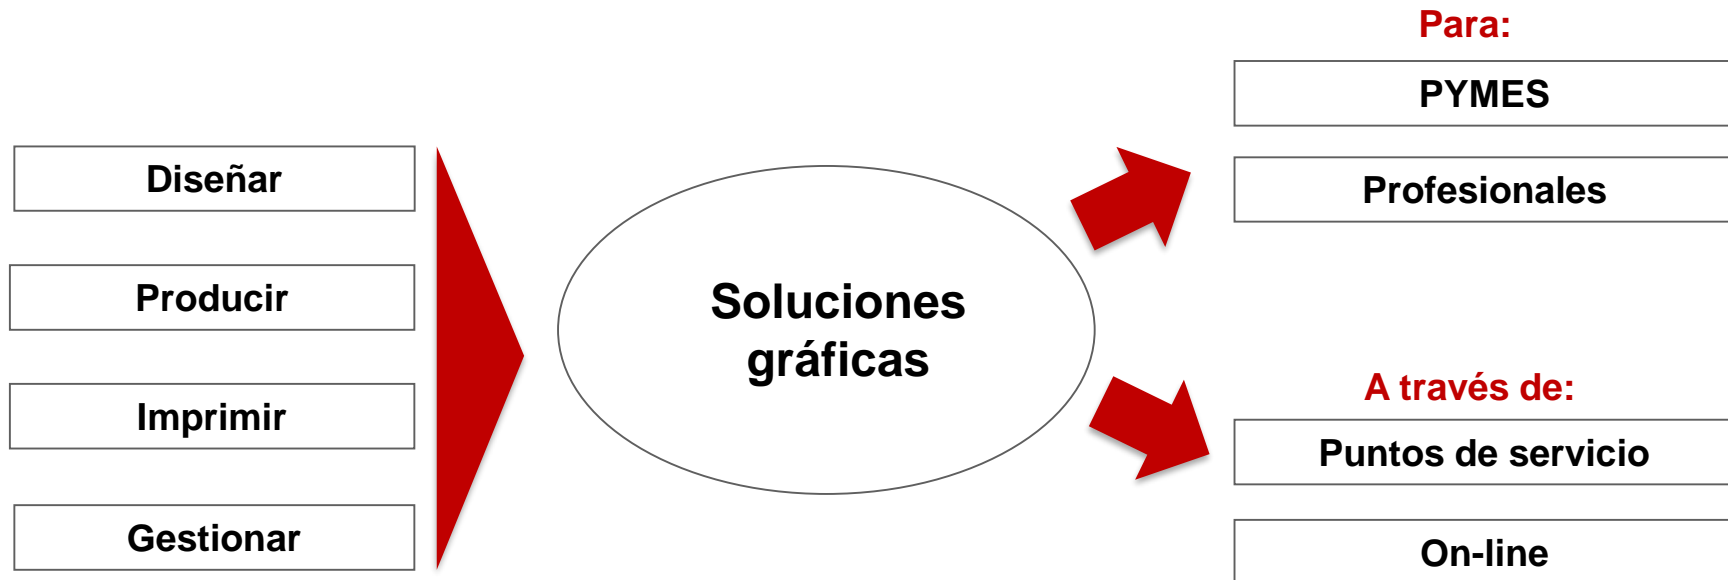 Diseñar
Producir
Imprimir
Gestionar
Soluciones
gráficas
Para:
PYMES
Profesionales
A través de:
Puntos de servicio
On-line